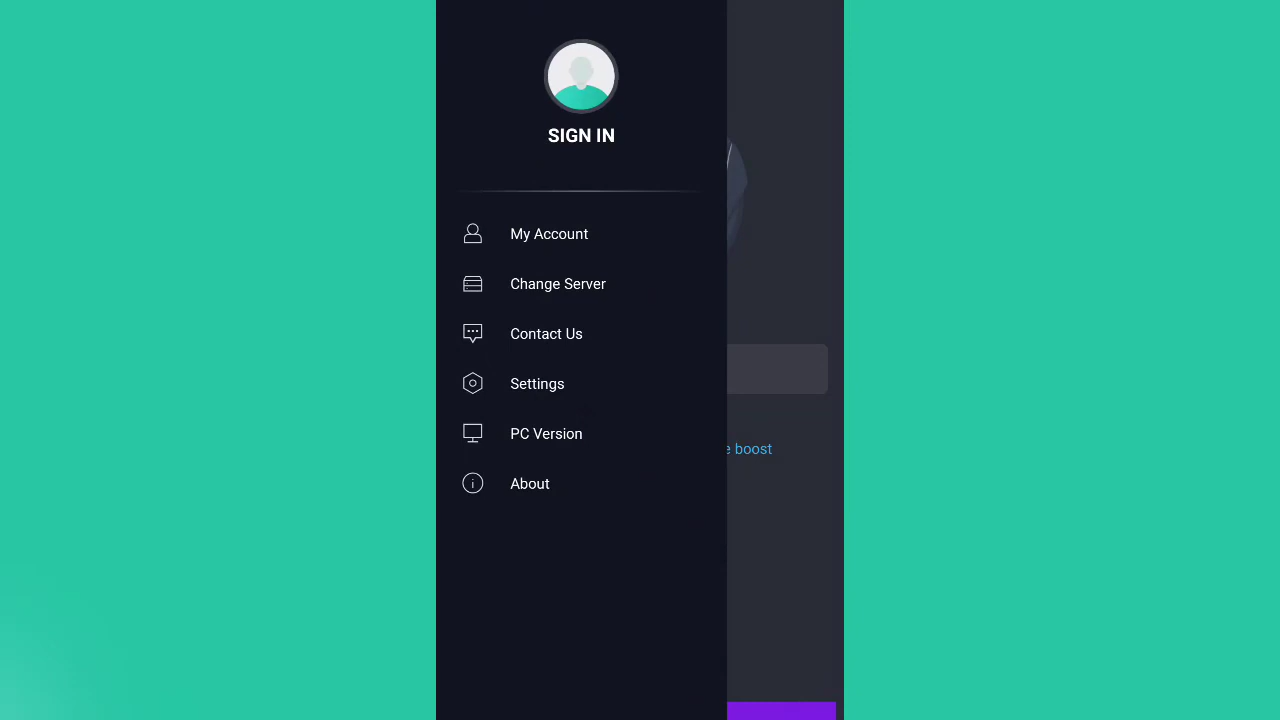 SIGN IN
My Account
Change Server
Contact Us
Settings
PC Version
boost
About